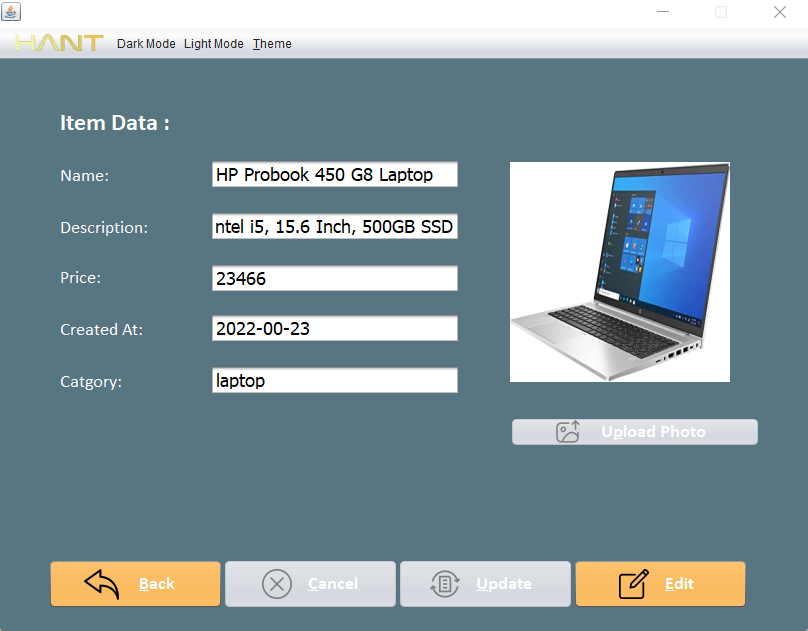 HANT Dark Mode Light Mode Theme
Item Data :
Name: HP Probook 450 G8 Laptop
Description: ntel i5, 15.6 Inch, 500GB SSD
Price: 23466
Created At: 2022-00-23
Catgory: laptop
Upload Photo
Back Cancel Update Edit